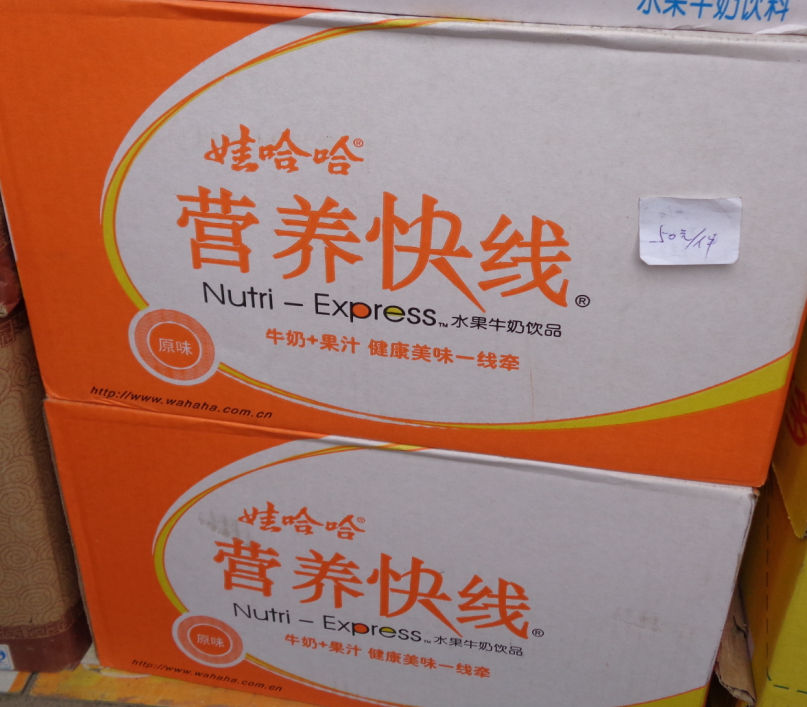 水果牛奶饮料
娃哈哈®
营养快线®
50元/件
Nutri – Express™ 水果牛奶饮品
牛奶+果汁 健康美味一线牵
原味
http://www.wahaha.com.cn
娃哈哈®
营养快线®
Nutri – Express™ 水果牛奶饮品
牛奶+果汁 健康美味一线牵
原味
http://www.wahaha.com.cn